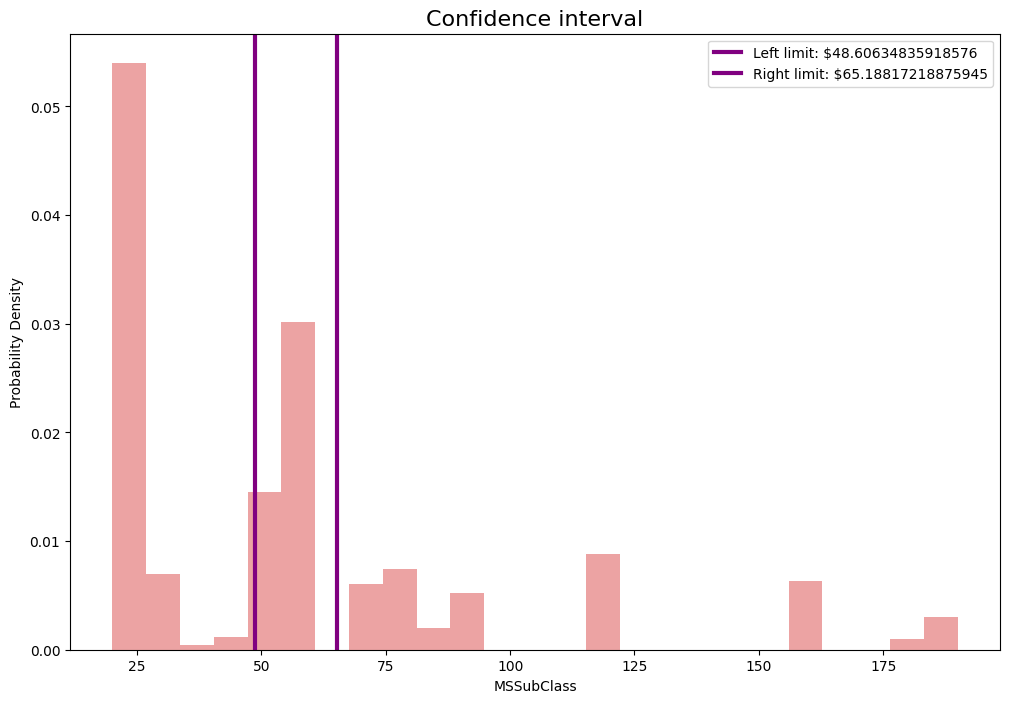 Confidence interval
Left limit: $48.60634835918576
Right limit: $65.18817218875945
0.05
0.04
0.03
0.02
0.01
0.00
Probability Density
25 50 75 100 125 150 175
MSSubClass